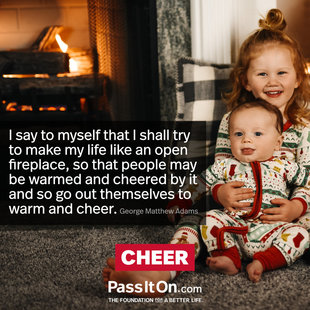 I say to myself that I shall try
to make my life like an open
fireplace, so that people may
be warmed and cheered by it
and so go out themselves to
warm and cheer. George Matthew Adams
CHEER
PassItOn.com
THE FOUNDATION FOR A BETTER LIFE